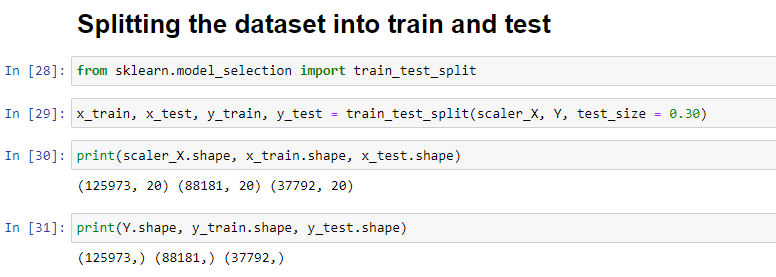 Splitting the dataset into train and test
In [28]: from sklearn.model_selection import train_test_split
In [29]: x_train, x_test, y_train, y_test = train_test_split(scaler_X, Y, test_size = 0.30)
In [30]: print(scaler_X.shape, x_train.shape, x_test.shape)
(125973, 20) (88181, 20) (37792, 20)
In [31]: print(Y.shape, y_train.shape, y_test.shape)
(125973,) (88181,) (37792,)